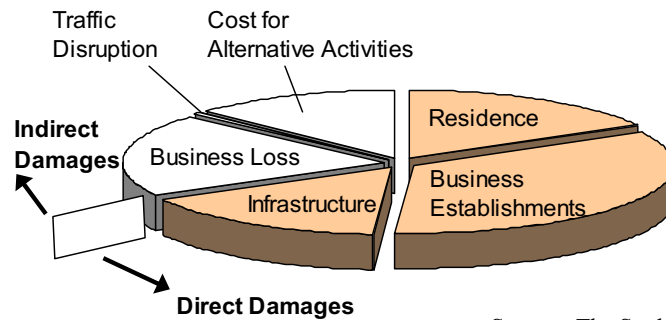 Traffic
Disruption
Cost for
Alternative Activities
Indirect
Damages
Business Loss
Residence
Infrastructure
Business
Establishments
Direct Damages